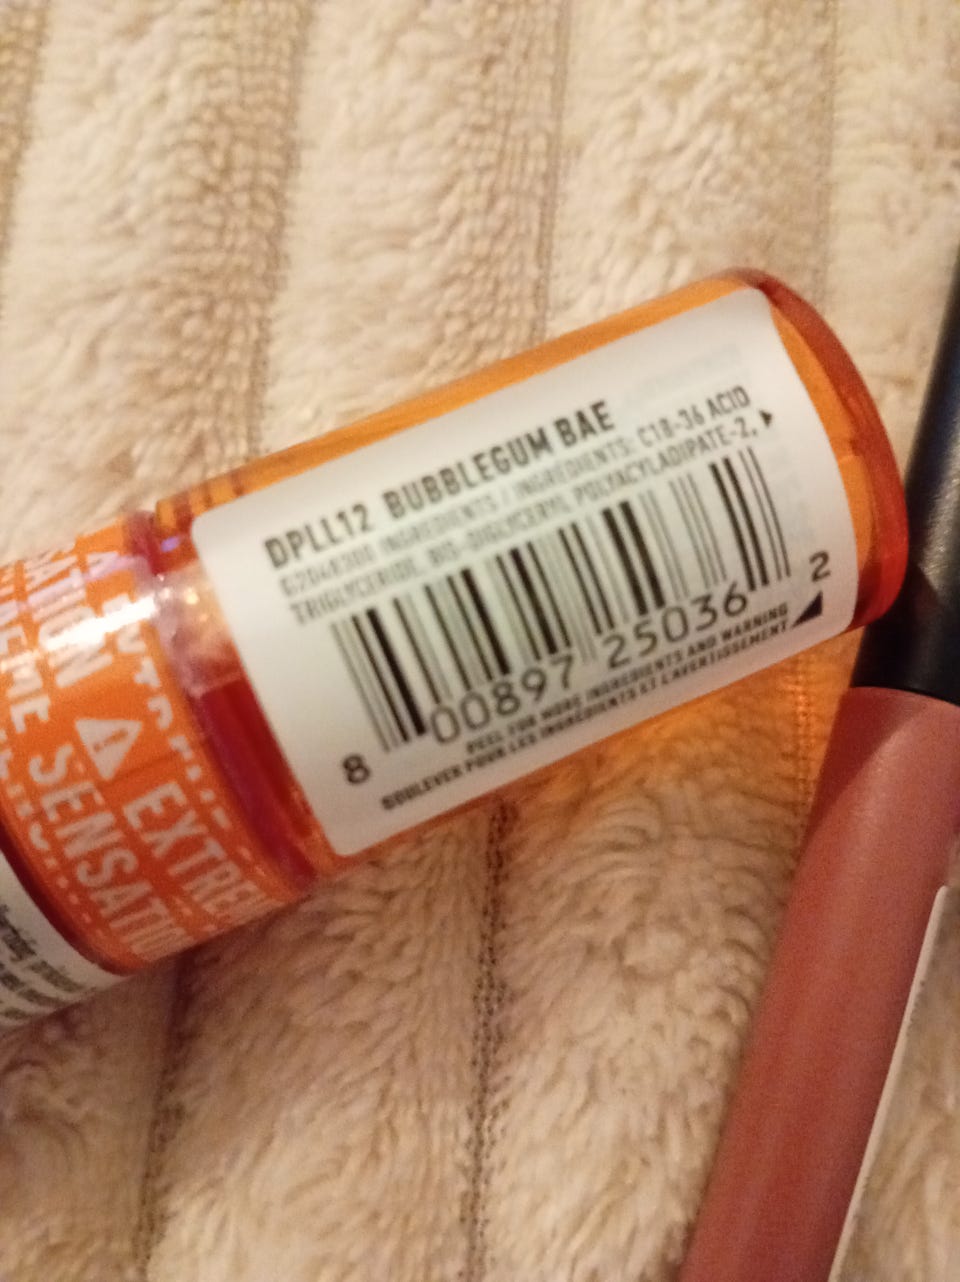 DPLL12 BUBBLEGUM BAE
G2048300 INGREDIENTS / INGRÉDIENTS: C18-36 ACID
TRIGLYCERIDE, BIS-DIGLYCERYL POLYACYLADIPATE-2,
8 00897 25036 2
PEEL FOR MORE INGREDIENTS AND WARNING
SOULEVER POUR LES INGRÉDIENTS ET L'AVERTISSEMENT
EXTREME
SENSATION